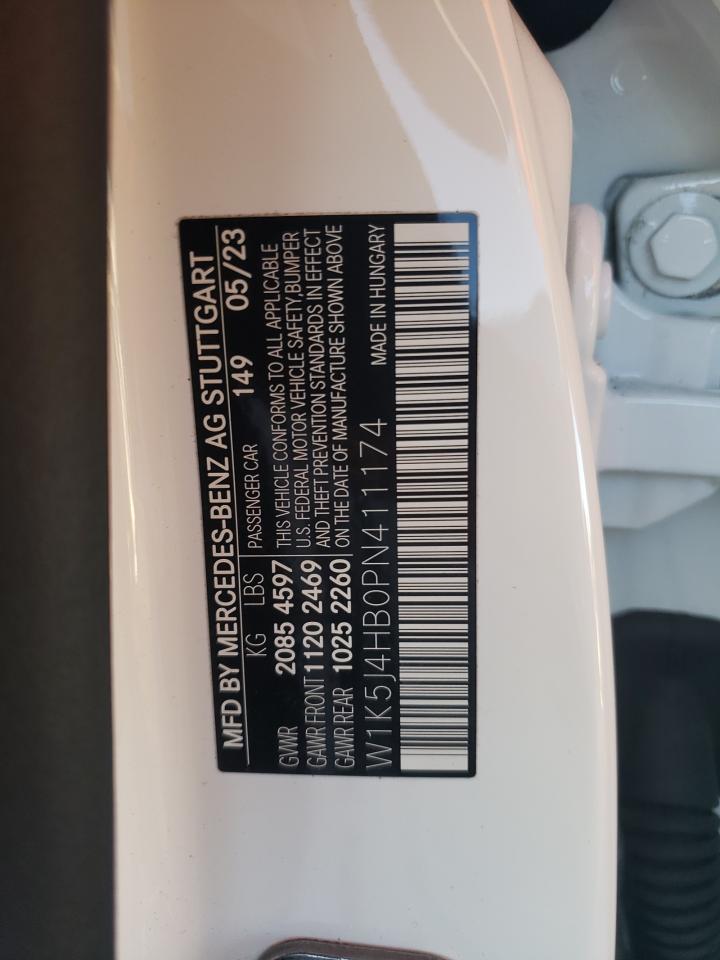 MFD BY MERCEDES-BENZ AG STUTTGART
KG LBS PASSENGER CAR 149 05/23
GVWR 2085 4597 THIS VEHICLE CONFORMS TO ALL APPLICABLE
U.S. FEDERAL MOTOR VEHICLE SAFETY,BUMPER
GAWR FRONT 1120 2469 AND THEFT PREVENTION STANDARDS IN EFFECT
GAWR REAR 1025 2260 ON THE DATE OF MANUFACTURE SHOWN ABOVE
W1K5J4HB0PN411174 MADE IN HUNGARY